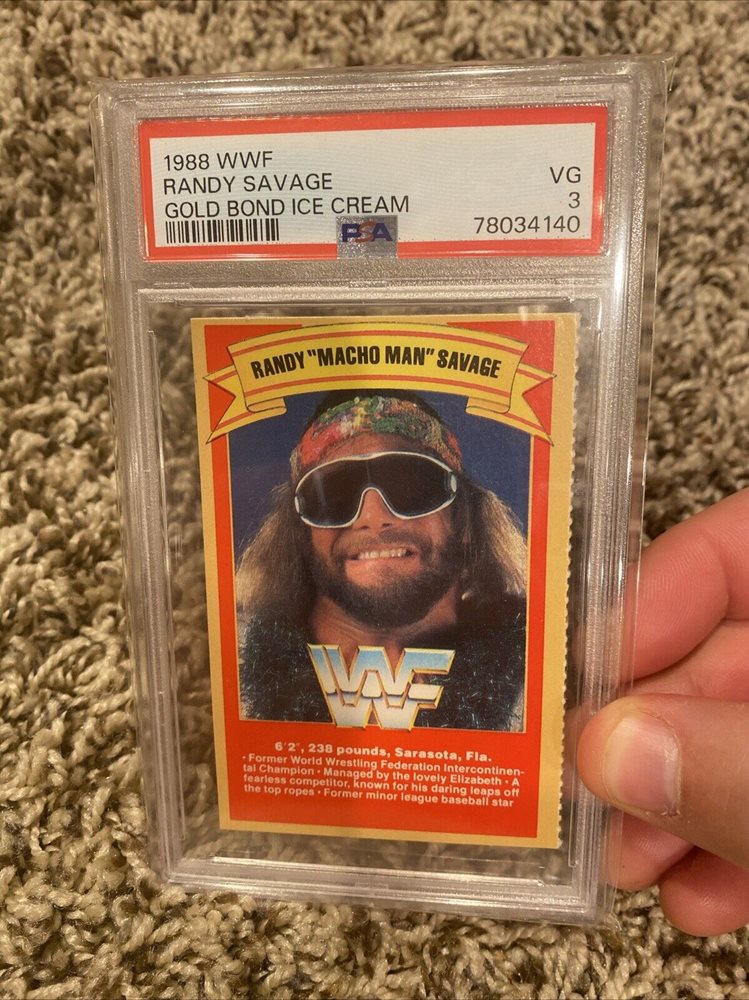 1988 WWF
RANDY SAVAGE
GOLD BOND ICE CREAM
VG
3
78034140
PSA
RANDY "MACHO MAN" SAVAGE
WF
6'2", 238 pounds, Sarasota, Fla.
• Former World Wrestling Federation Intercontinen-
tal Champion • Managed by the lovely Elizabeth • A
fearless competitor, known for his daring leaps off
the top ropes • Former minor league baseball star